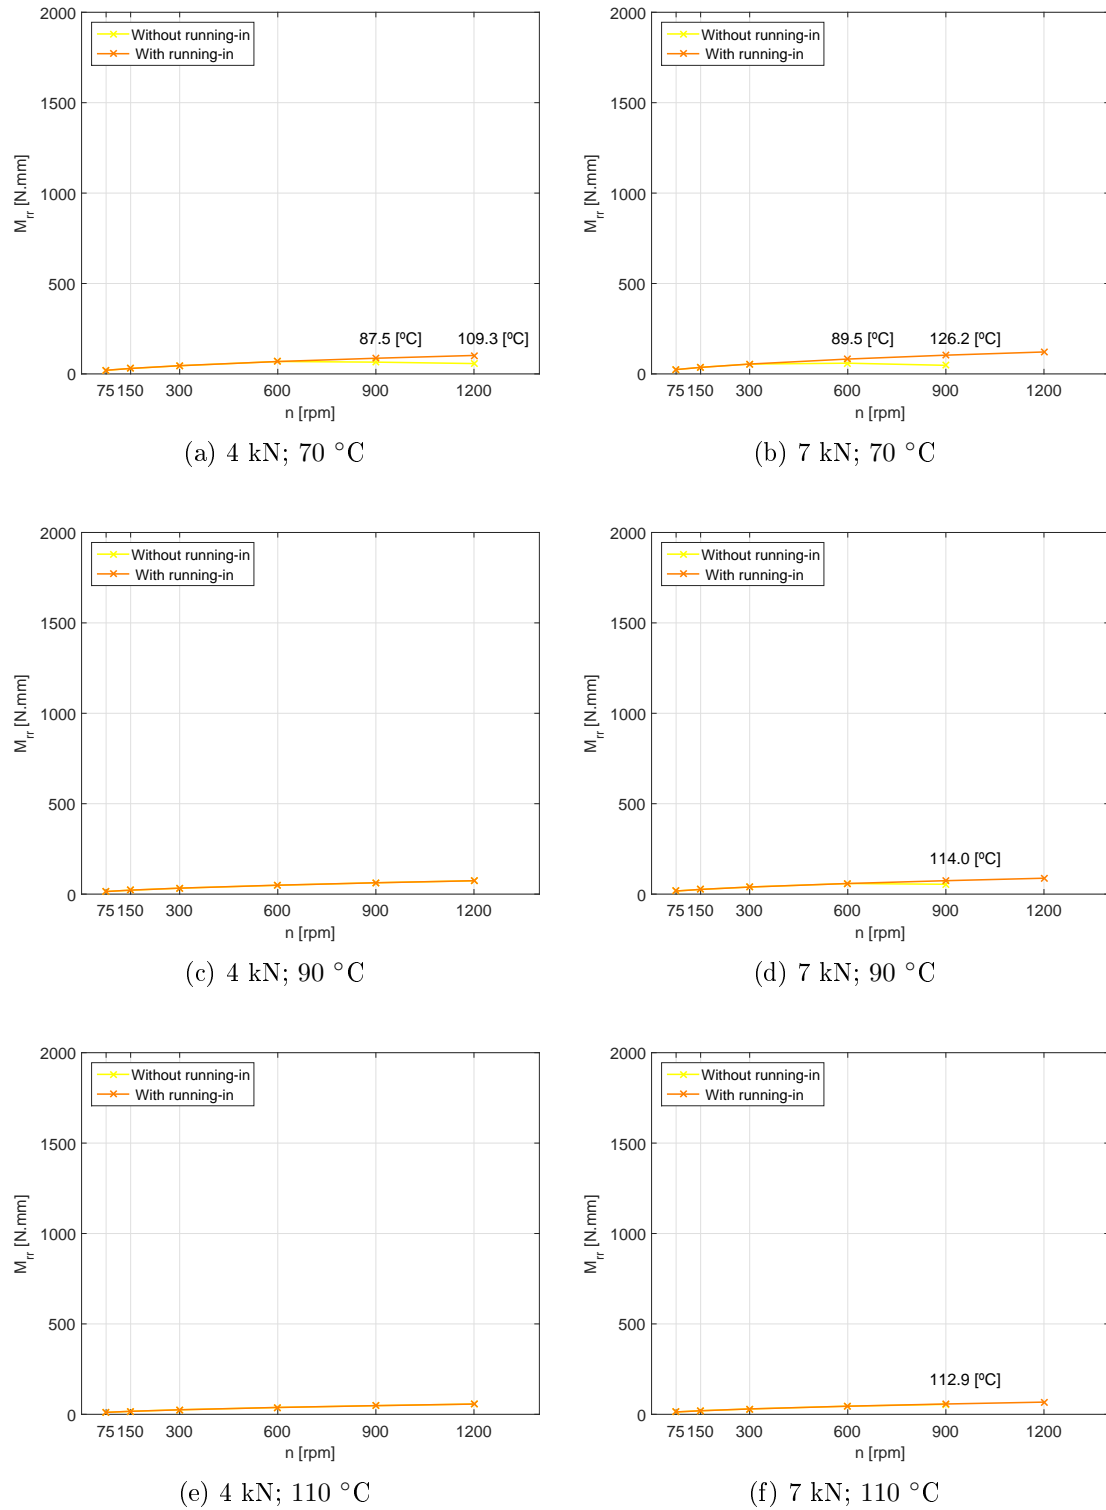 2000
1500
1000
500
0
M_rr [N.mm]
Without running-in
With running-in
87.5 [ºC]
109.3 [ºC]
75 150 300 600 900 1200
n [rpm]
(a) 4 kN; 70 °C
2000
1500
1000
500
0
M_rr [N.mm]
Without running-in
With running-in
89.5 [ºC]
126.2 [ºC]
75 150 300 600 900 1200
n [rpm]
(b) 7 kN; 70 °C
2000
1500
1000
500
0
M_rr [N.mm]
Without running-in
With running-in
75 150 300 600 900 1200
n [rpm]
(c) 4 kN; 90 °C
2000
1500
1000
500
0
M_rr [N.mm]
Without running-in
With running-in
114.0 [ºC]
75 150 300 600 900 1200
n [rpm]
(d) 7 kN; 90 °C
2000
1500
1000
500
0
M_rr [N.mm]
Without running-in
With running-in
75 150 300 600 900 1200
n [rpm]
(e) 4 kN; 110 °C
2000
1500
1000
500
0
M_rr [N.mm]
Without running-in
With running-in
112.9 [ºC]
75 150 300 600 900 1200
n [rpm]
(f) 7 kN; 110 °C